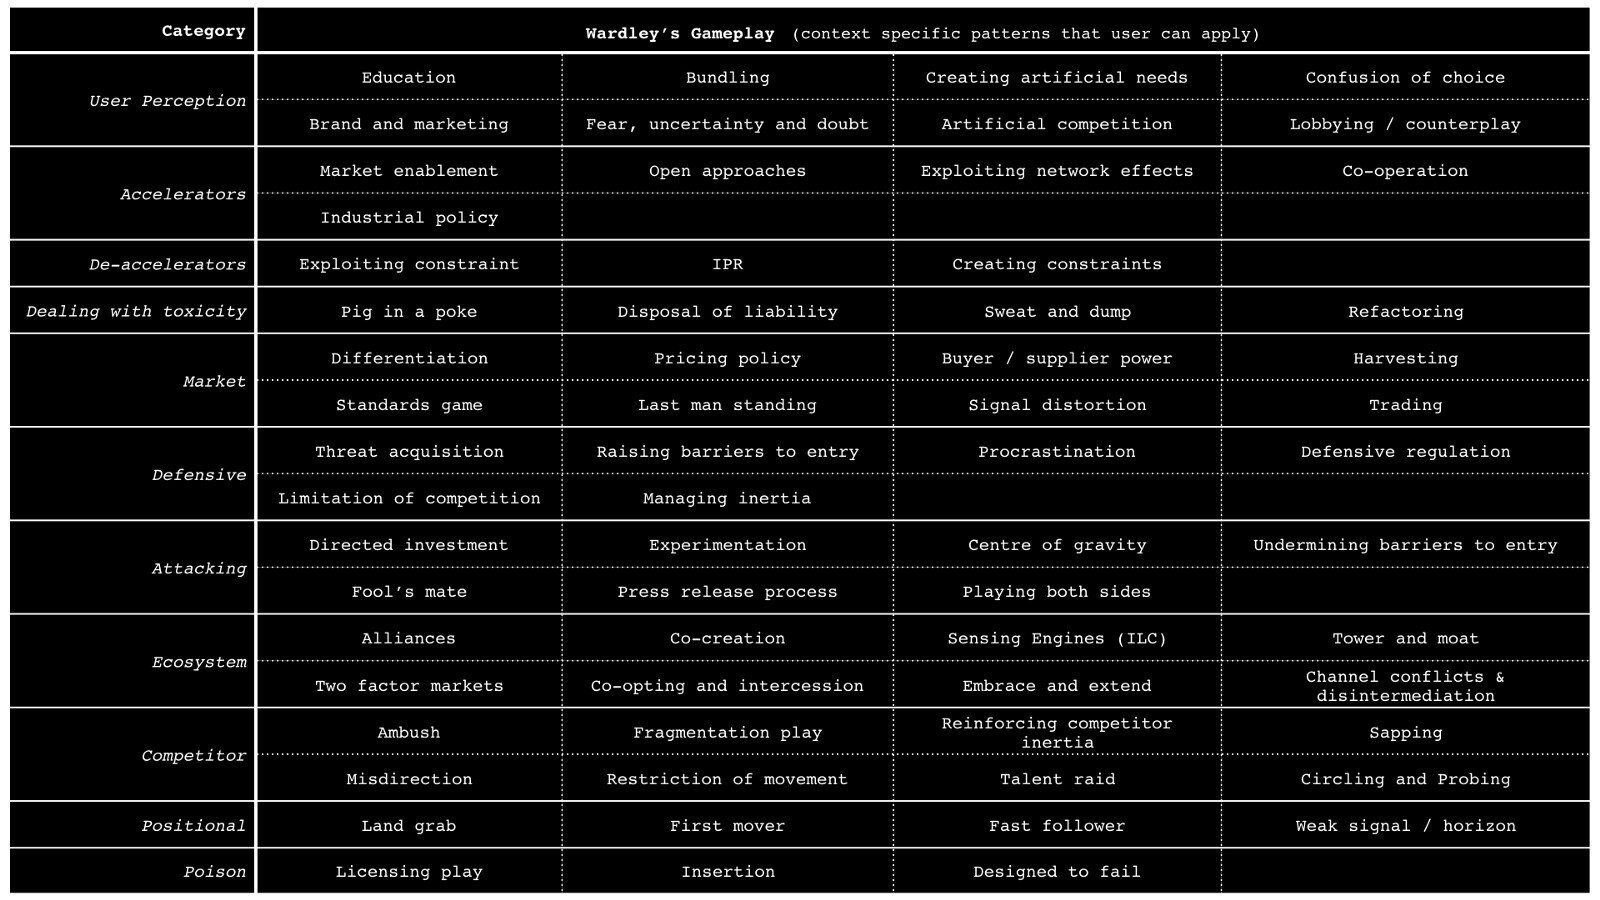 Category
Wardley’s Gameplay (context specific patterns that user can apply)
User Perception
Education
Bundling
Creating artificial needs
Confusion of choice
Brand and marketing
Fear, uncertainty and doubt
Artificial competition
Lobbying / counterplay
Accelerators
Market enablement
Open approaches
Exploiting network effects
Co-operation
Industrial policy
De-accelerators
Exploiting constraint
IPR
Creating constraints
Dealing with toxicity
Pig in a poke
Disposal of liability
Sweat and dump
Refactoring
Market
Differentiation
Pricing policy
Buyer / supplier power
Harvesting
Standards game
Last man standing
Signal distortion
Trading
Defensive
Threat acquisition
Raising barriers to entry
Procrastination
Defensive regulation
Limitation of competition
Managing inertia
Attacking
Directed investment
Experimentation
Centre of gravity
Undermining barriers to entry
Fool’s mate
Press release process
Playing both sides
Ecosystem
Alliances
Co-creation
Sensing Engines (ILC)
Tower and moat
Two factor markets
Co-opting and intercession
Embrace and extend
Channel conflicts &
disintermediation
Competitor
Ambush
Fragmentation play
Reinforcing competitor
inertia
Sapping
Misdirection
Restriction of movement
Talent raid
Circling and Probing
Positional
Land grab
First mover
Fast follower
Weak signal / horizon
Poison
Licensing play
Insertion
Designed to fail